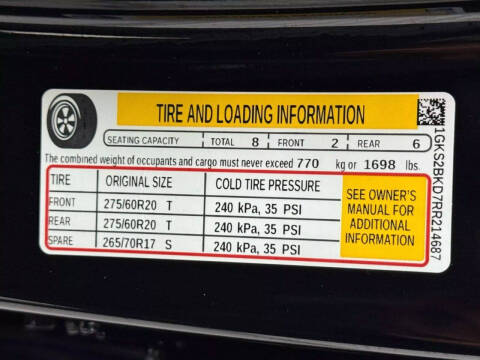 TIRE AND LOADING INFORMATION
SEATING CAPACITY TOTAL 8 FRONT 2 REAR 6
The combined weight of occupants and cargo must never exceed 770 kg or 1698 lbs.
TIRE ORIGINAL SIZE COLD TIRE PRESSURE
FRONT 275/60R20 T 240 kPa, 35 PSI
REAR 275/60R20 T 240 kPa, 35 PSI
SPARE 265/70R17 S 240 kPa, 35 PSI
SEE OWNER'S
MANUAL FOR
ADDITIONAL
INFORMATION
1GKS2BKD7RR214687